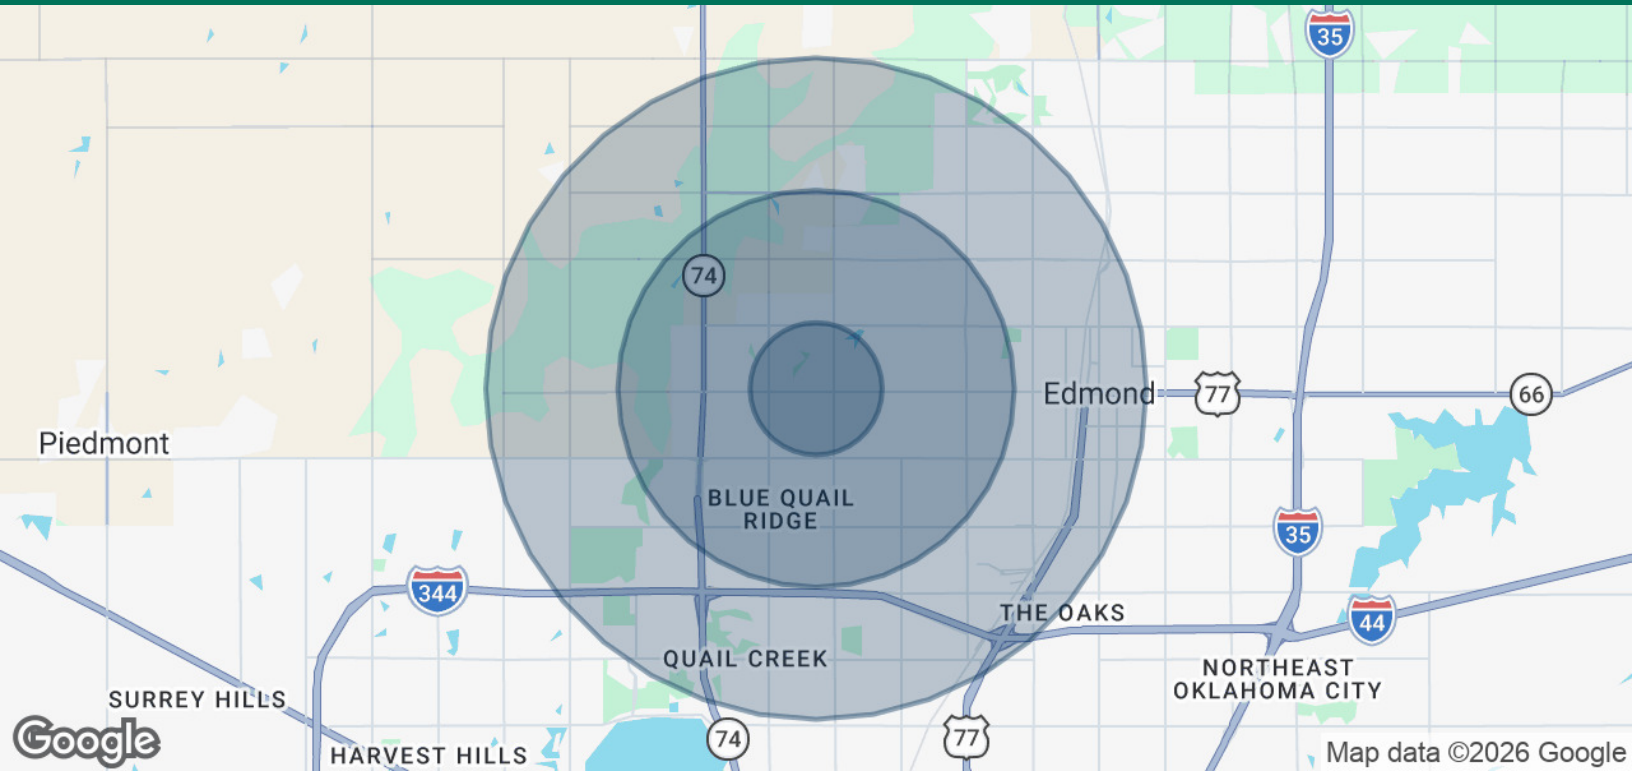 35
74
Edmond
77
66
Piedmont
BLUE QUAIL
RIDGE
35
344
THE OAKS
44
QUAIL CREEK
NORTHEAST
OKLAHOMA CITY
SURREY HILLS
Google
HARVEST HILLS
74
77
Map data ©2026 Google